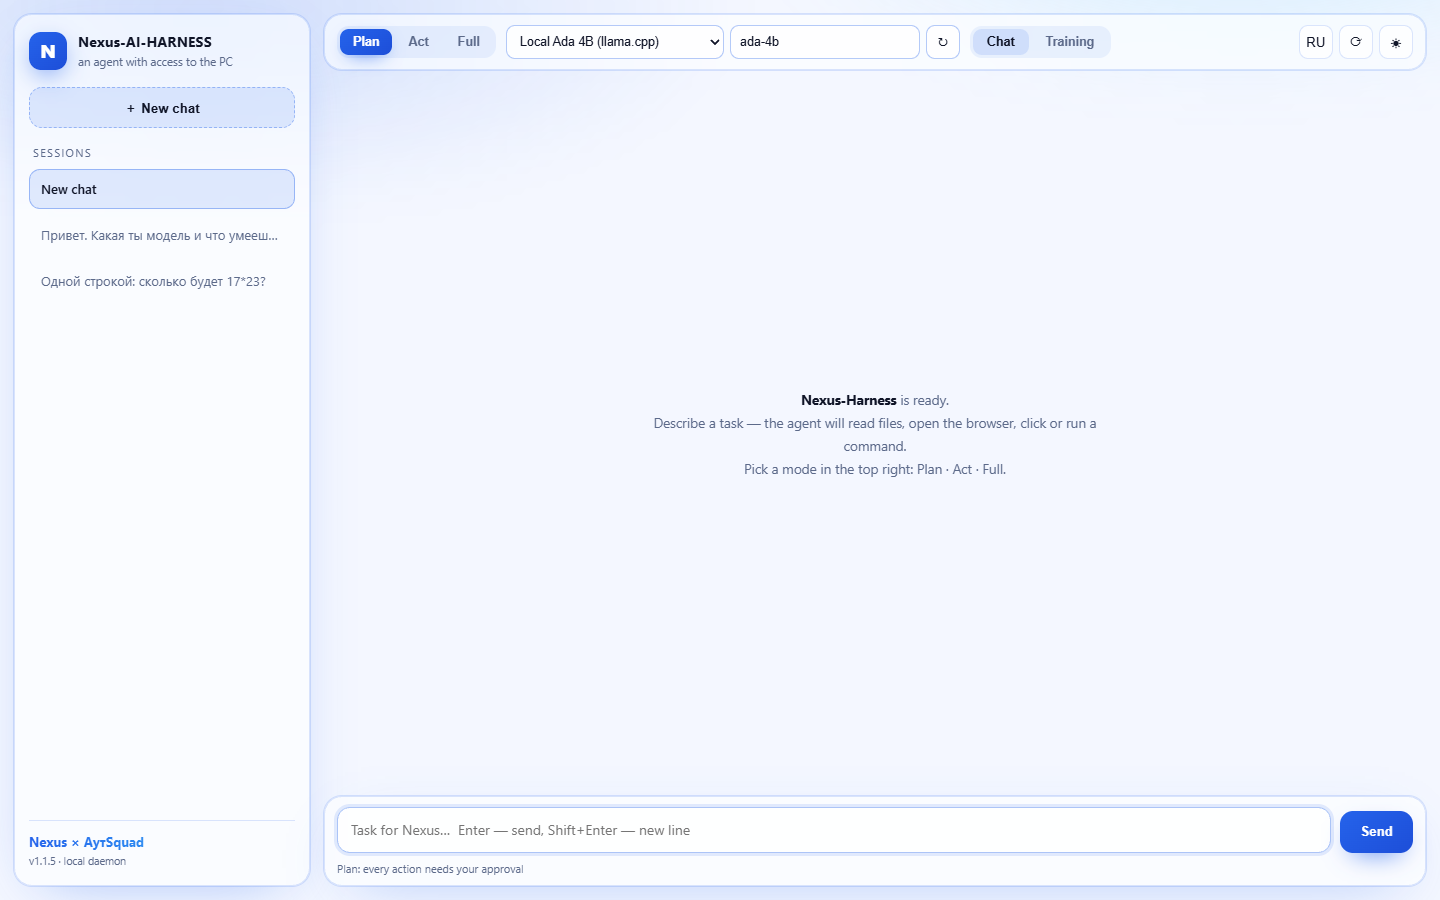 N
Nexus-AI-HARNESS
an agent with access to the PC
+ New chat
SESSIONS
New chat
Привет. Какая ты модель и что умееш…
Одной строкой: сколько будет 17*23?
Nexus × AyтSquad
v1.1.5 · local daemon
Plan Act Full Local Ada 4B (llama.cpp) ada-4b Chat Training RU
Nexus-Harness is ready.
Describe a task — the agent will read files, open the browser, click or run a
command.
Pick a mode in the top right: Plan · Act · Full.
Task for Nexus… Enter — send, Shift+Enter — new line
Send
Plan: every action needs your approval